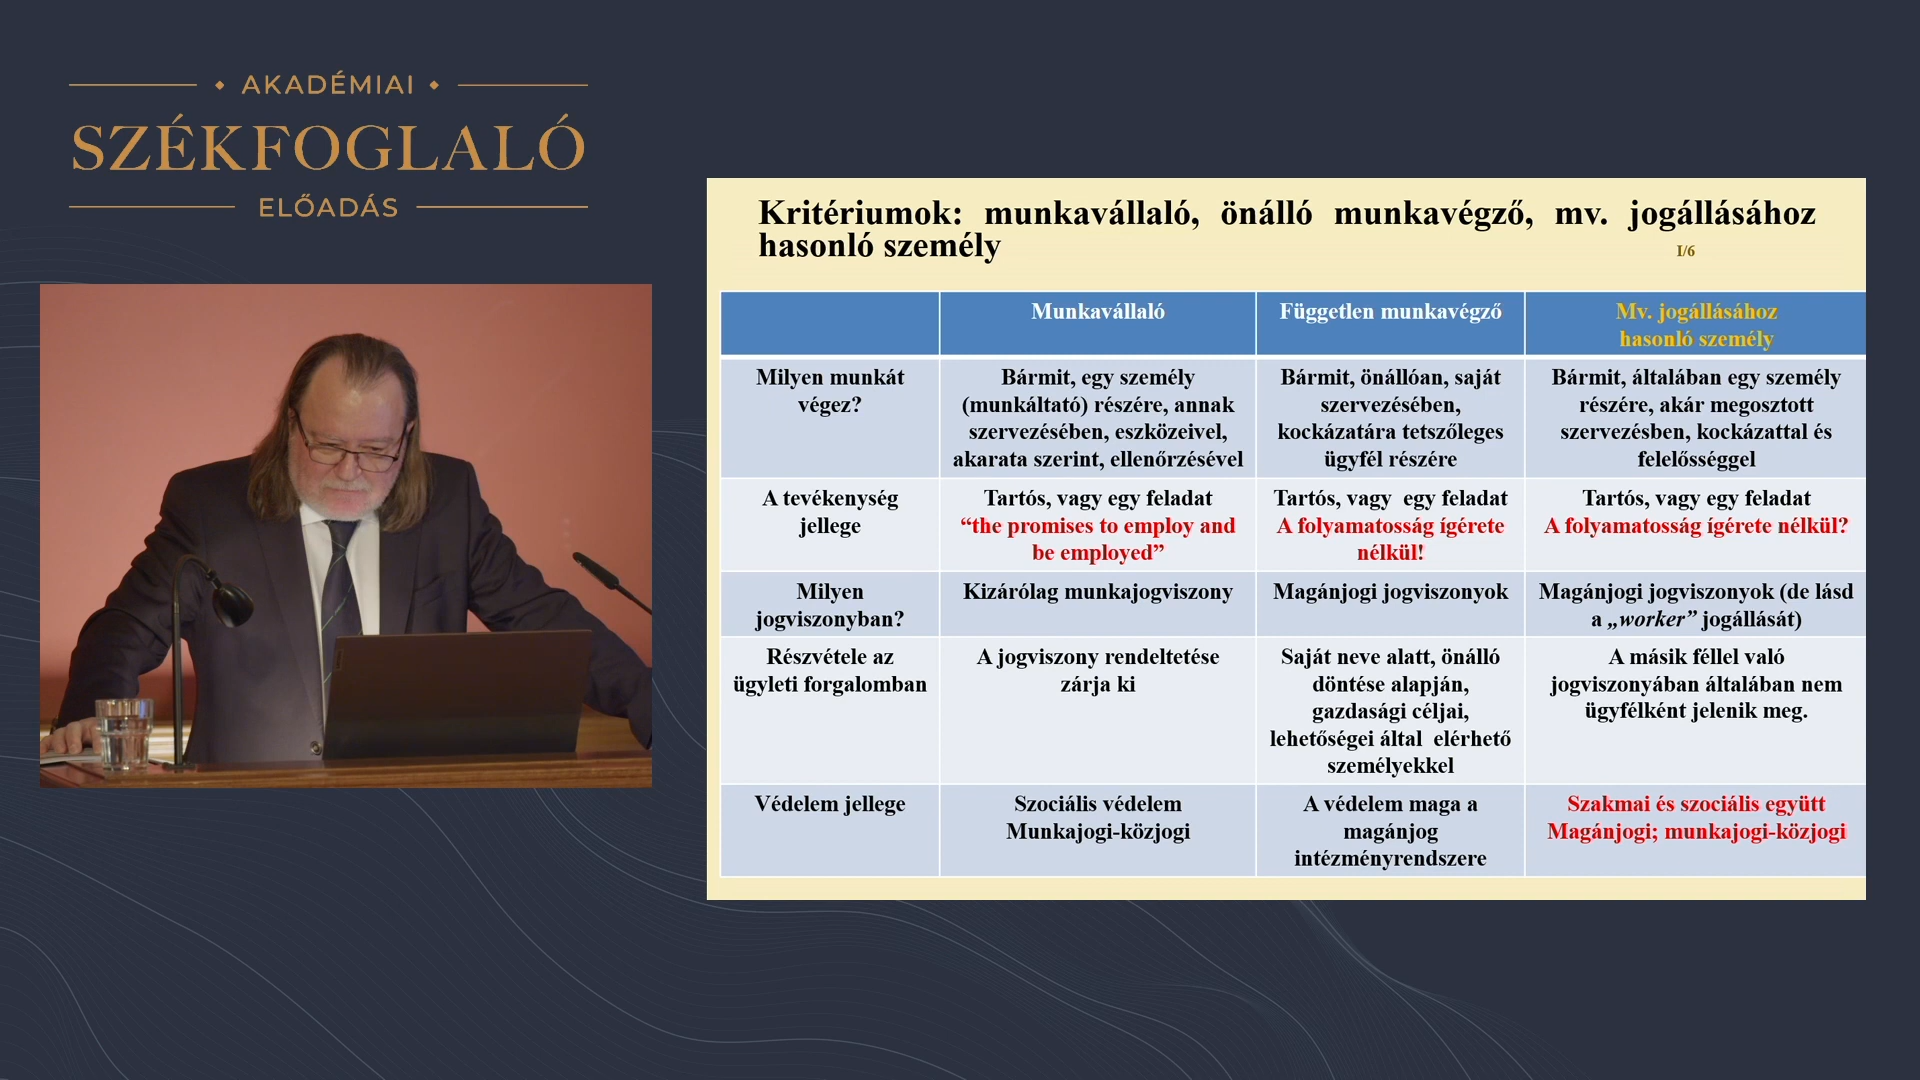 AKADÉMIAI
SZÉKFOGLALÓ
ELŐADÁS
Kritériumok: munkavállaló, önálló munkavégző, mv. jogállásához
hasonló személy
I/6
Munkavállaló
Független munkavégző
Mv. jogállásához
hasonló személy
Milyen munkát
végez?
Bármit, egy személy
(munkáltató) részére, annak
szervezésében, eszközeivel,
akarata szerint, ellenőrzésével
Bármit, önállóan, saját
szervezésében,
kockázatára tetszőleges
ügyfél részére
Bármit, általában egy személy
részére, akár megosztott
szervezésben, kockázattal és
felelősséggel
A tevékenység
jellege
Tartós, vagy egy feladat
“the promises to employ and
be employed”
Tartós, vagy egy feladat
A folyamatosság ígérete
nélkül!
Tartós, vagy egy feladat
A folyamatosság ígérete nélkül?
Milyen
jogviszonyban?
Kizárólag munkajogviszony
Magánjogi jogviszonyok
Magánjogi jogviszonyok (de lásd
a „worker” jogállását)
Részvétele az
ügyleti forgalomban
A jogviszony rendeltetése
zárja ki
Saját neve alatt, önálló
döntése alapján,
gazdasági céljai,
lehetőségei által elérhető
személyekkel
A másik féllel való
jogviszonyában általában nem
ügyfélként jelenik meg.
Védelem jellege
Szociális védelem
Munkajogi-közjogi
A védelem maga a
magánjog
intézményrendszere
Szakmai és szociális együtt
Magánjogi; munkajogi-közjogi